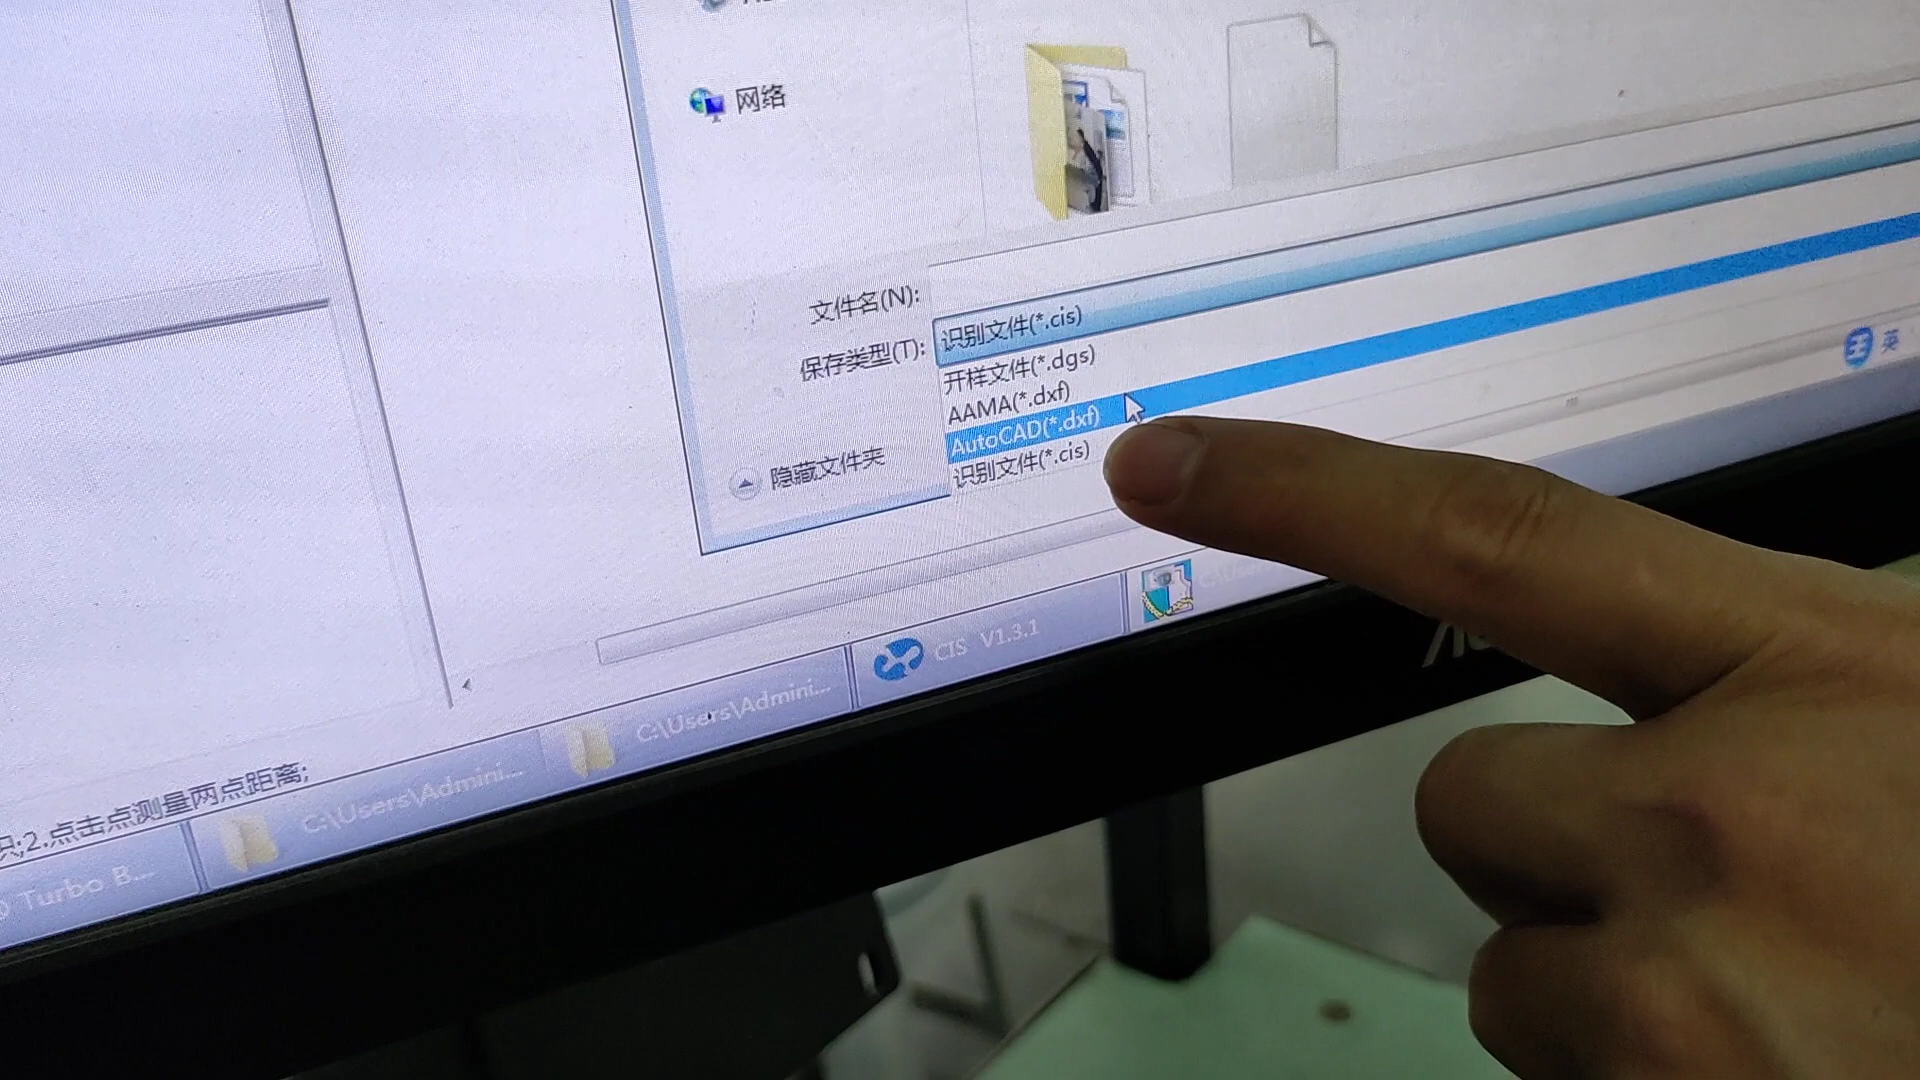 网络
文件名(N):
保存类型(T):
识别文件(*.cis)
开样文件(*.dgs)
AAMA(*.dxf)
AutoCAD(*.dxf)
识别文件(*.cis)
隐藏文件夹
英
2.点击点测量两点距离;
Turbo B...
C:\Users\Admini...
C:\Users\Admini...
CIS V1.3.1